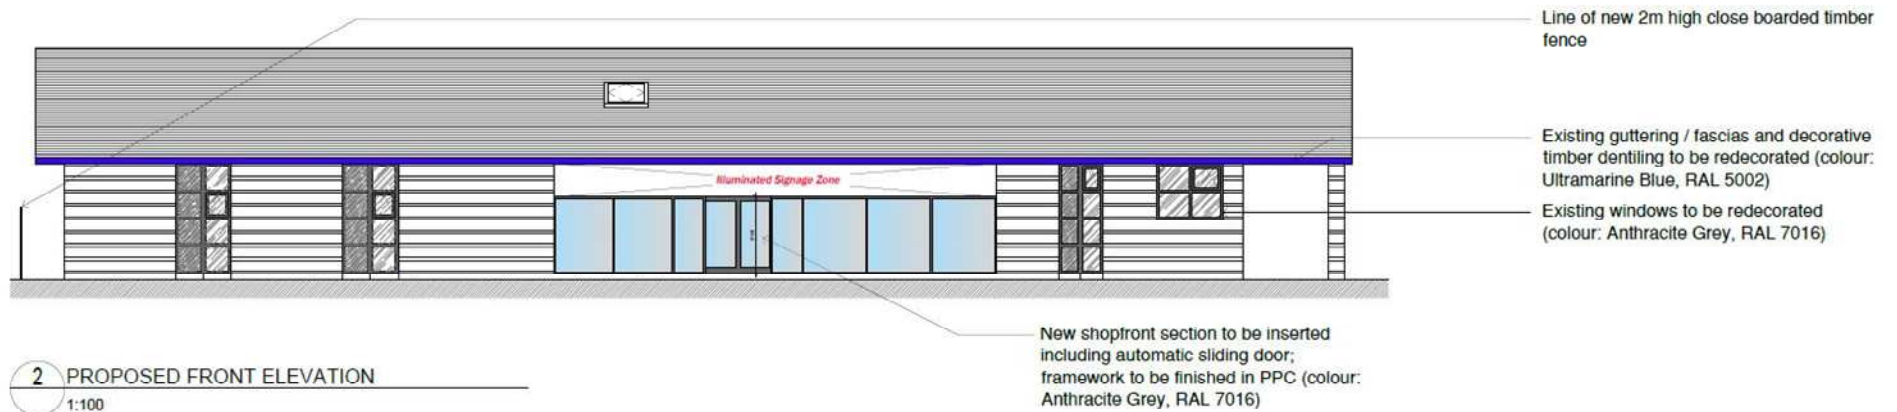 Line of new 2m high close boarded timber
fence
Existing guttering / fascias and decorative
timber dentiling to be redecorated (colour:
Ultramarine Blue, RAL 5002)
Illuminated Signage Zone
Existing windows to be redecorated
(colour: Anthracite Grey, RAL 7016)
New shopfront section to be inserted
including automatic sliding door;
framework to be finished in PPC (colour:
Anthracite Grey, RAL 7016)
2 PROPOSED FRONT ELEVATION
1:100